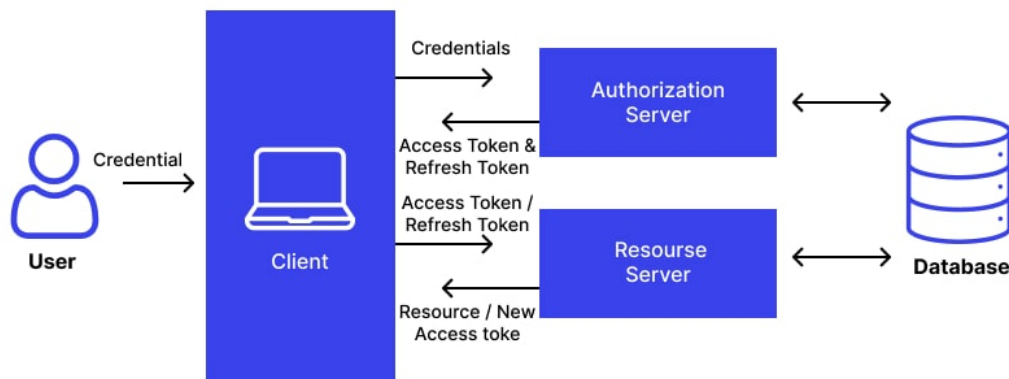 Credentials
Authorization
Server
Credential
Access Token &
Refresh Token
Access Token /
Refresh Token
User
Client
Resourse
Server
Database
Resource / New
Access toke